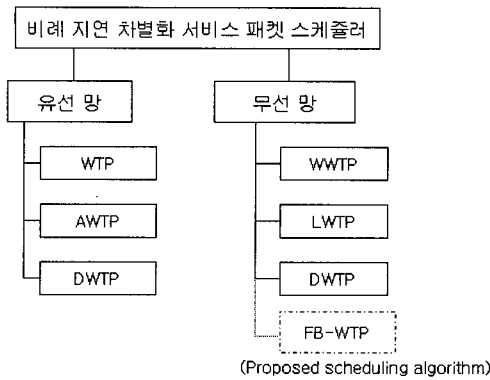 비례 지연 차별화 서비스 패킷 스케쥴러
유선 망
무선 망
WTP
WWTP
AWTP
LWTP
DWTP
DWTP
FB-WTP
(Proposed scheduling algorithm)